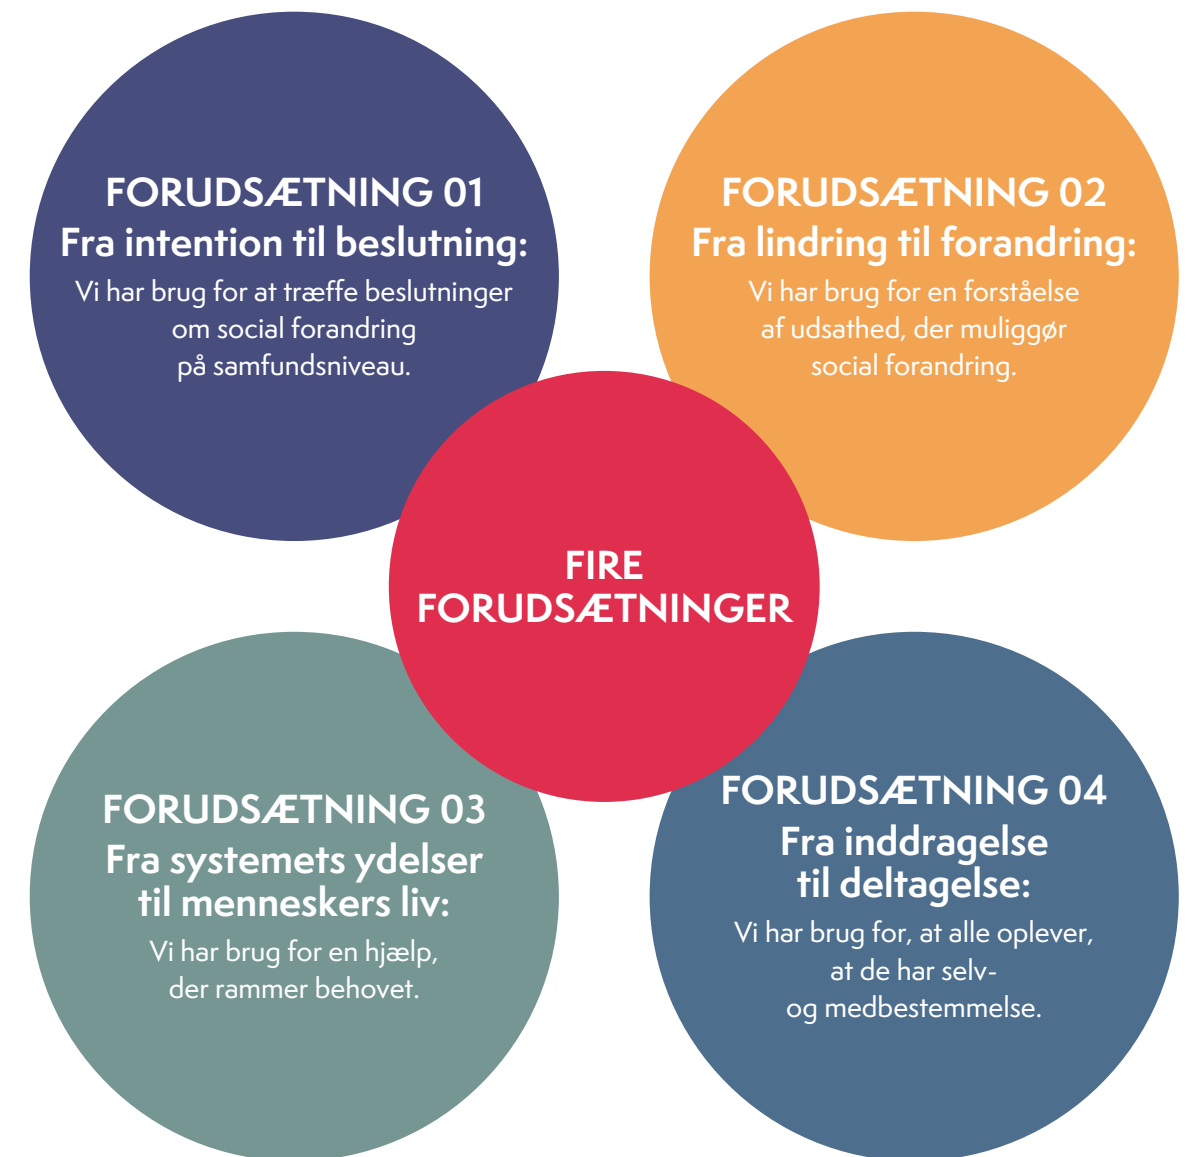 FORUDSÆTNING 01
Fra intention til beslutning:
Vi har brug for at træffe beslutninger
om social forandring
på samfundsniveau.
FORUDSÆTNING 02
Fra lindring til forandring:
Vi har brug for en forståelse
af udsathed, der muliggør
social forandring.
FIRE
FORUDSÆTNINGER
FORUDSÆTNING 03
Fra systemets ydelser
til menneskers liv:
Vi har brug for en hjælp,
der rammer behovet.
FORUDSÆTNING 04
Fra inddragelse
til deltagelse:
Vi har brug for, at alle oplever,
at de har selv-
og medbestemmelse.